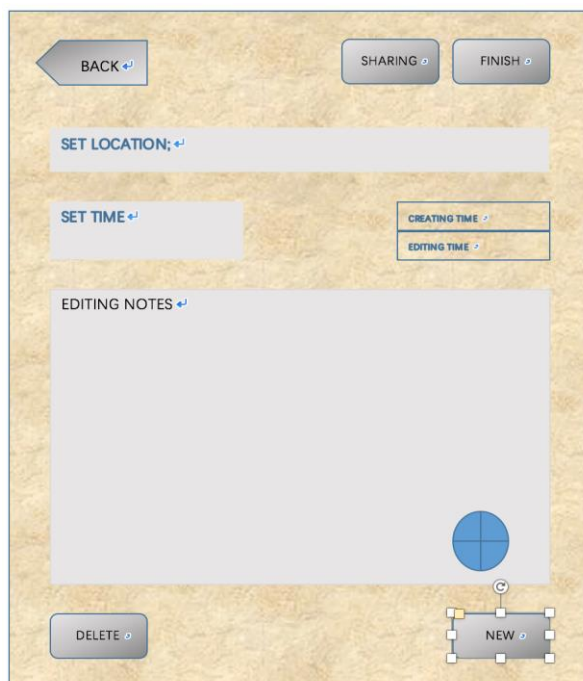 BACK
SHARING
FINISH
SET LOCATION;
SET TIME
CREATING TIME
EDITING TIME
EDITING NOTES
DELETE
NEW